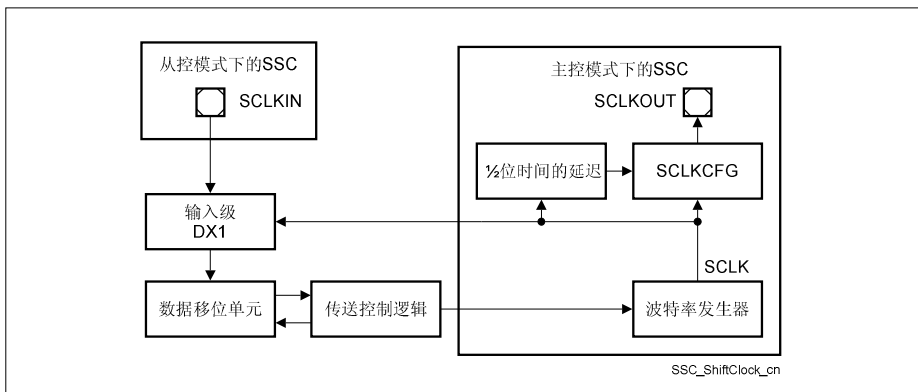 从控模式下的SSC
SCLKIN
主控模式下的SSC
SCLKOUT
½位时间的延迟
SCLKCFG
输入级
DX1
SCLK
数据移位单元
传送控制逻辑
波特率发生器
SSC_ShiftClock_cn